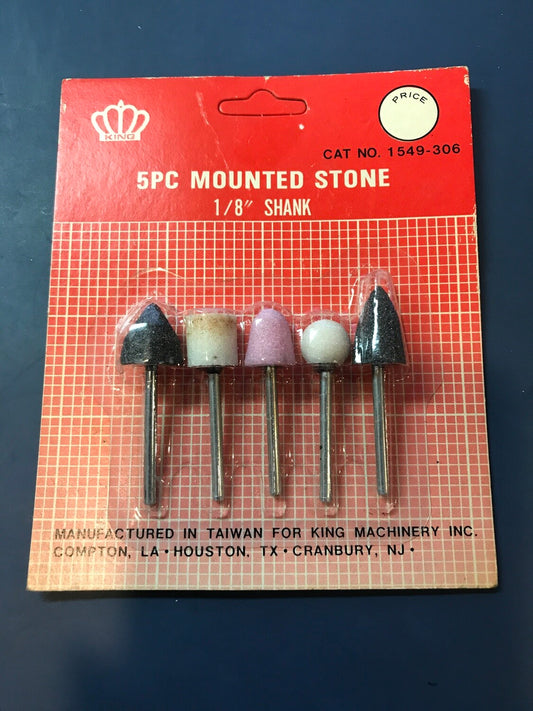 KING
PRICE
CAT NO. 1549-306
5PC MOUNTED STONE
1/8" SHANK
MANUFACTURED IN TAIWAN FOR KING MACHINERY INC.
COMPTON, LA • HOUSTON, TX • CRANBURY, NJ •